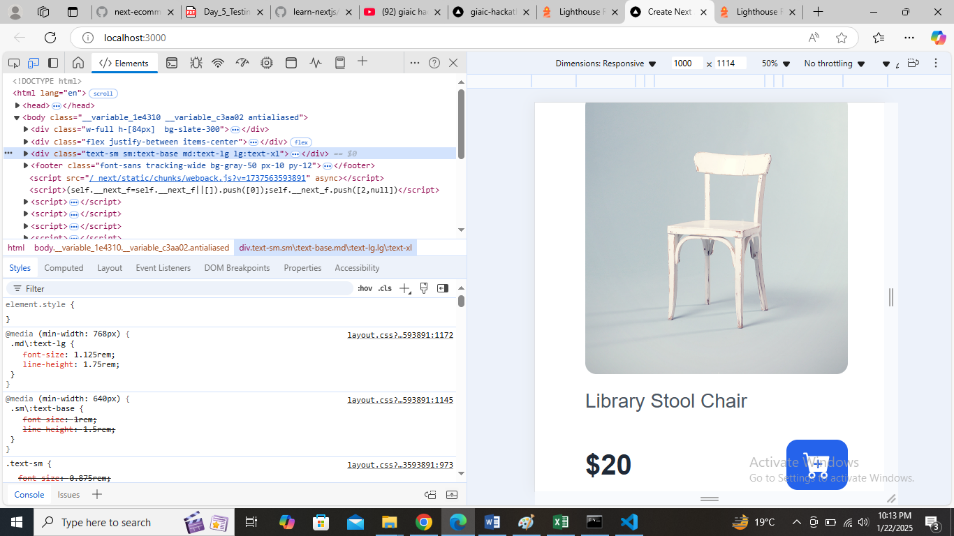 next-ecomm
Day_5_Testin
learn-nextjs/
(92) giaic ha
giaic-hackat
Lighthouse R
Create Next
Lighthouse R
localhost:3000
Elements
Dimensions: Responsive
1000 x 1114
50%
No throttling
<!DOCTYPE html>
<html lang="en"> scroll
<head> </head>
<body class="__variable_1e4310 __variable_c3aa02 antialiased">
<div class="w-full h-[84px]  bg-slate-300"> </div>
<div class="flex justify-between items-center"> </div> flex
<div class="text-sm sm:text-base md:text-lg lg:text-xl"> </div> == $0
<footer class="font-sans tracking-wide bg-gray-50 px-10 py-12"> </footer>
<script src="/_next/static/chunks/webpack.js?v=1737563593891" async></script>
<script>(self.__next_f=self.__next_f||[]).push([0]);self.__next_f.push([2,null])</script>
<script> </script>
<script> </script>
<script> </script>
<script> </script>
html
body.__variable_1e4310.__variable_c3aa02.antialiased
div.text-sm.sm\:text-base.md\:text-lg.lg\:text-xl
Styles
Computed
Layout
Event Listeners
DOM Breakpoints
Properties
Accessibility
Filter
:hov .cls
element.style {
}
@media (min-width: 768px) {
.md\:text-lg {
layout.css?…593891:1172
font-size: 1.125rem;
line-height: 1.75rem;
}
}
@media (min-width: 640px) {
.sm\:text-base {
layout.css?…593891:1145
font-size: 1rem;
line-height: 1.5rem;
}
}
.text-sm {
layout.css?…3593891:973
font-size: 0.875rem;
Console
Issues
Library Stool Chair
$20
Activate Windows
Go to Settings to activate Windows.
Type here to search
19°C
10:13 PM
1/22/2025
3